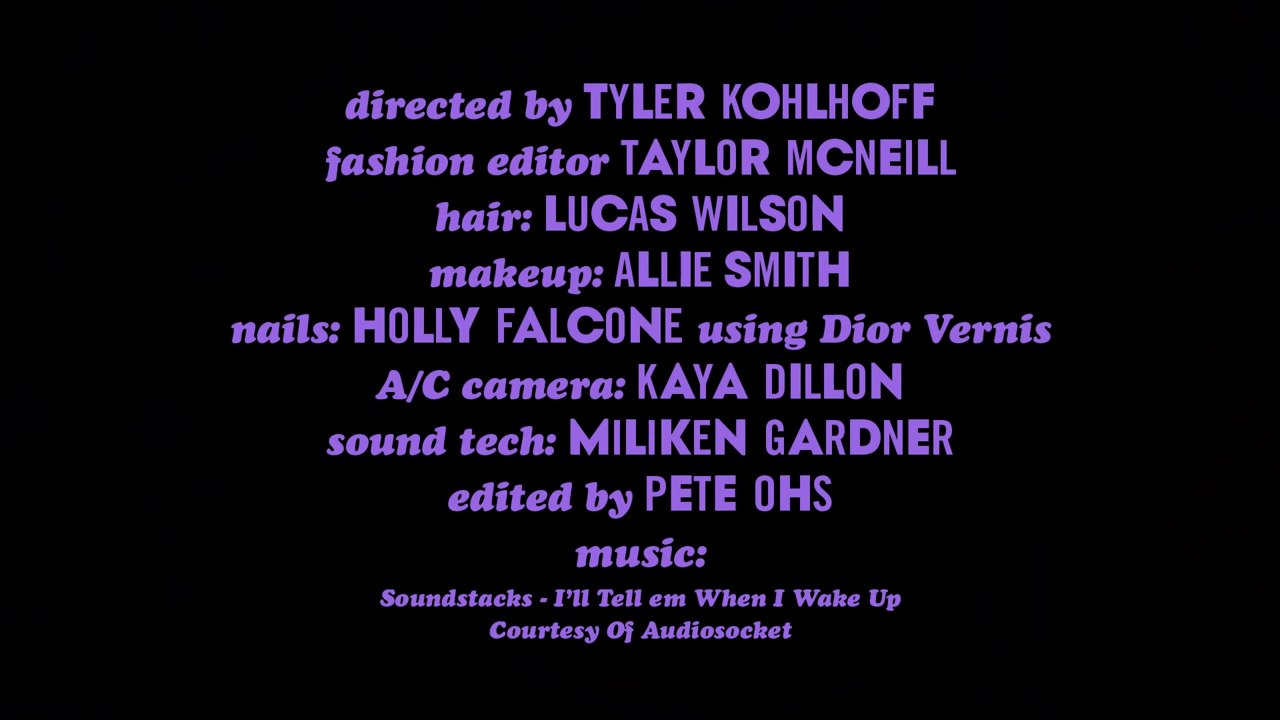 directed by TYLER KOHLHOFF
fashion editor TAYLOR MCNEILL
hair: LUCAS WILSON
makeup: ALLIE SMITH
nails: HOLLY FALCONE using Dior Vernis
A/C camera: KAYA DILLON
sound tech: MILIKEN GARDNER
edited by PETE OHS
music:
Soundstacks - I'll Tell em When I Wake Up
Courtesy Of Audiosocket